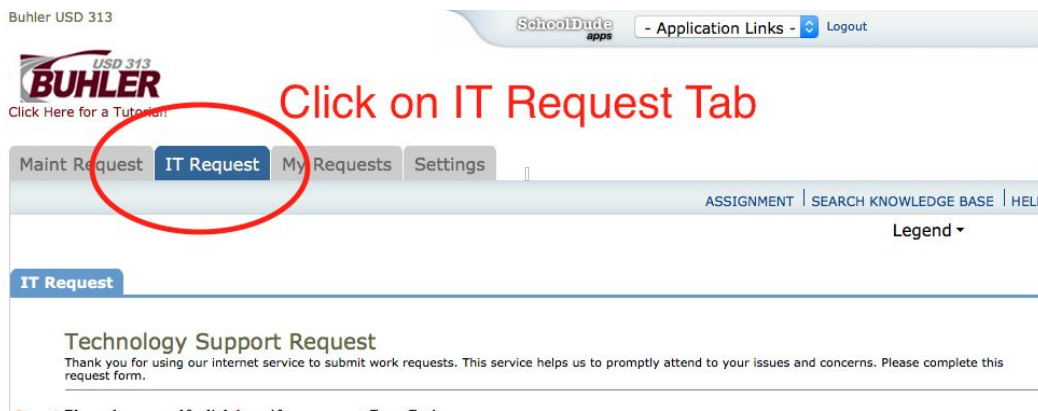 Buhler USD 313
SchoolDude apps
- Application Links -
Logout
USD 313
BUHLER
Click Here for a Tutorial!
Click on IT Request Tab
Maint Request
IT Request
My Requests
Settings
ASSIGNMENT
SEARCH KNOWLEDGE BASE
Legend
IT Request
Technology Support Request
Thank you for using our internet service to submit work requests. This service helps us to promptly attend to your issues and concerns. Please complete this
request form.